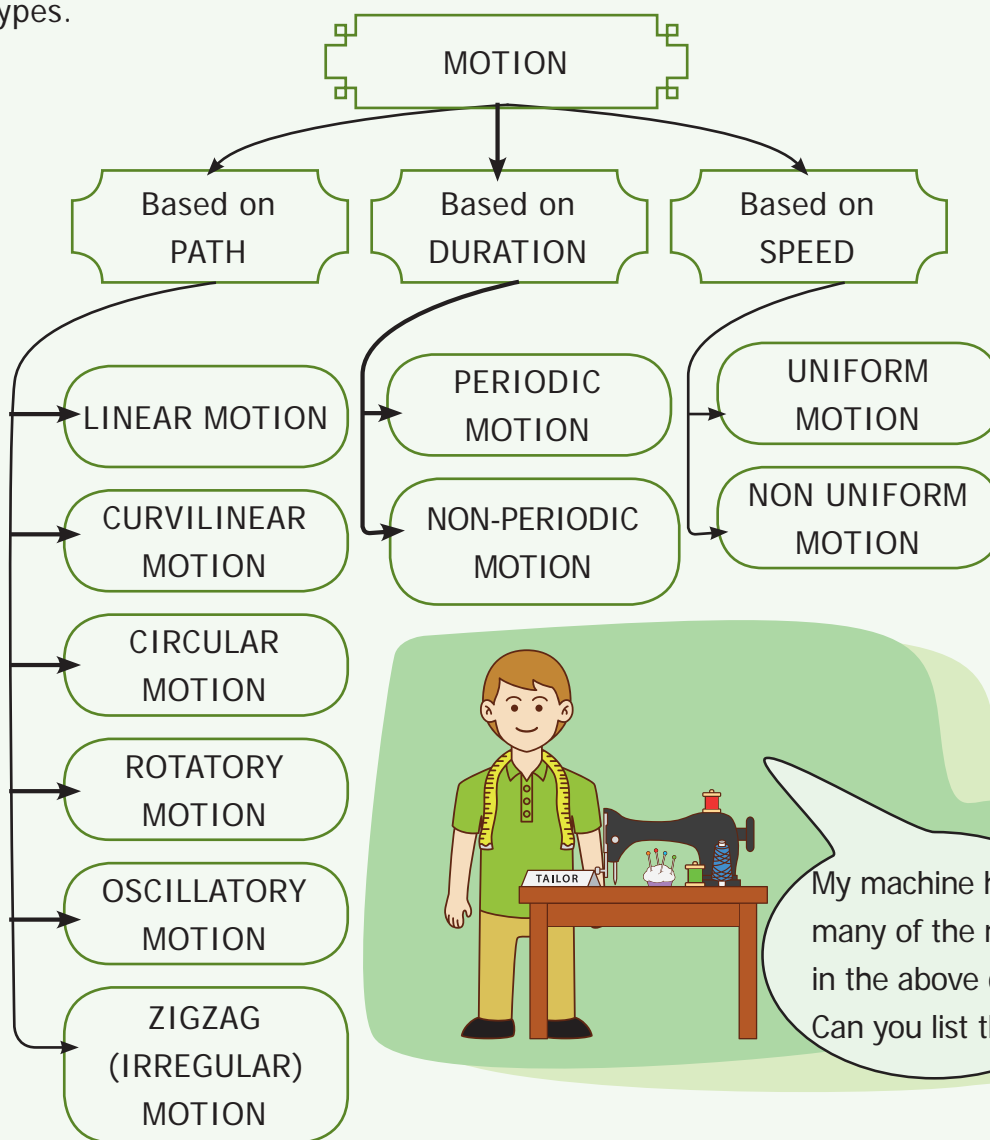 ypes.
MOTION
Based on
PATH
Based on
DURATION
Based on
SPEED
LINEAR MOTION
CURVILINEAR
MOTION
CIRCULAR
MOTION
ROTATORY
MOTION
OSCILLATORY
MOTION
ZIGZAG
(IRREGULAR)
MOTION
PERIODIC
MOTION
NON-PERIODIC
MOTION
UNIFORM
MOTION
NON UNIFORM
MOTION
TAILOR
My machine
many of the
in the above
Can you list